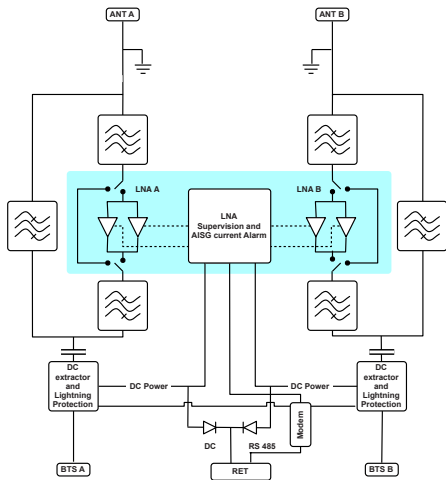 ANT A
ANT B
LNA A
LNA
Supervision and
AISG current Alarm
LNA B
DC
extractor
and
Lightning
Protection
DC Power
DC Power
DC
extractor
and
Lightning
Protection
Modem
DC
RS 485
BTS A
RET
BTS B